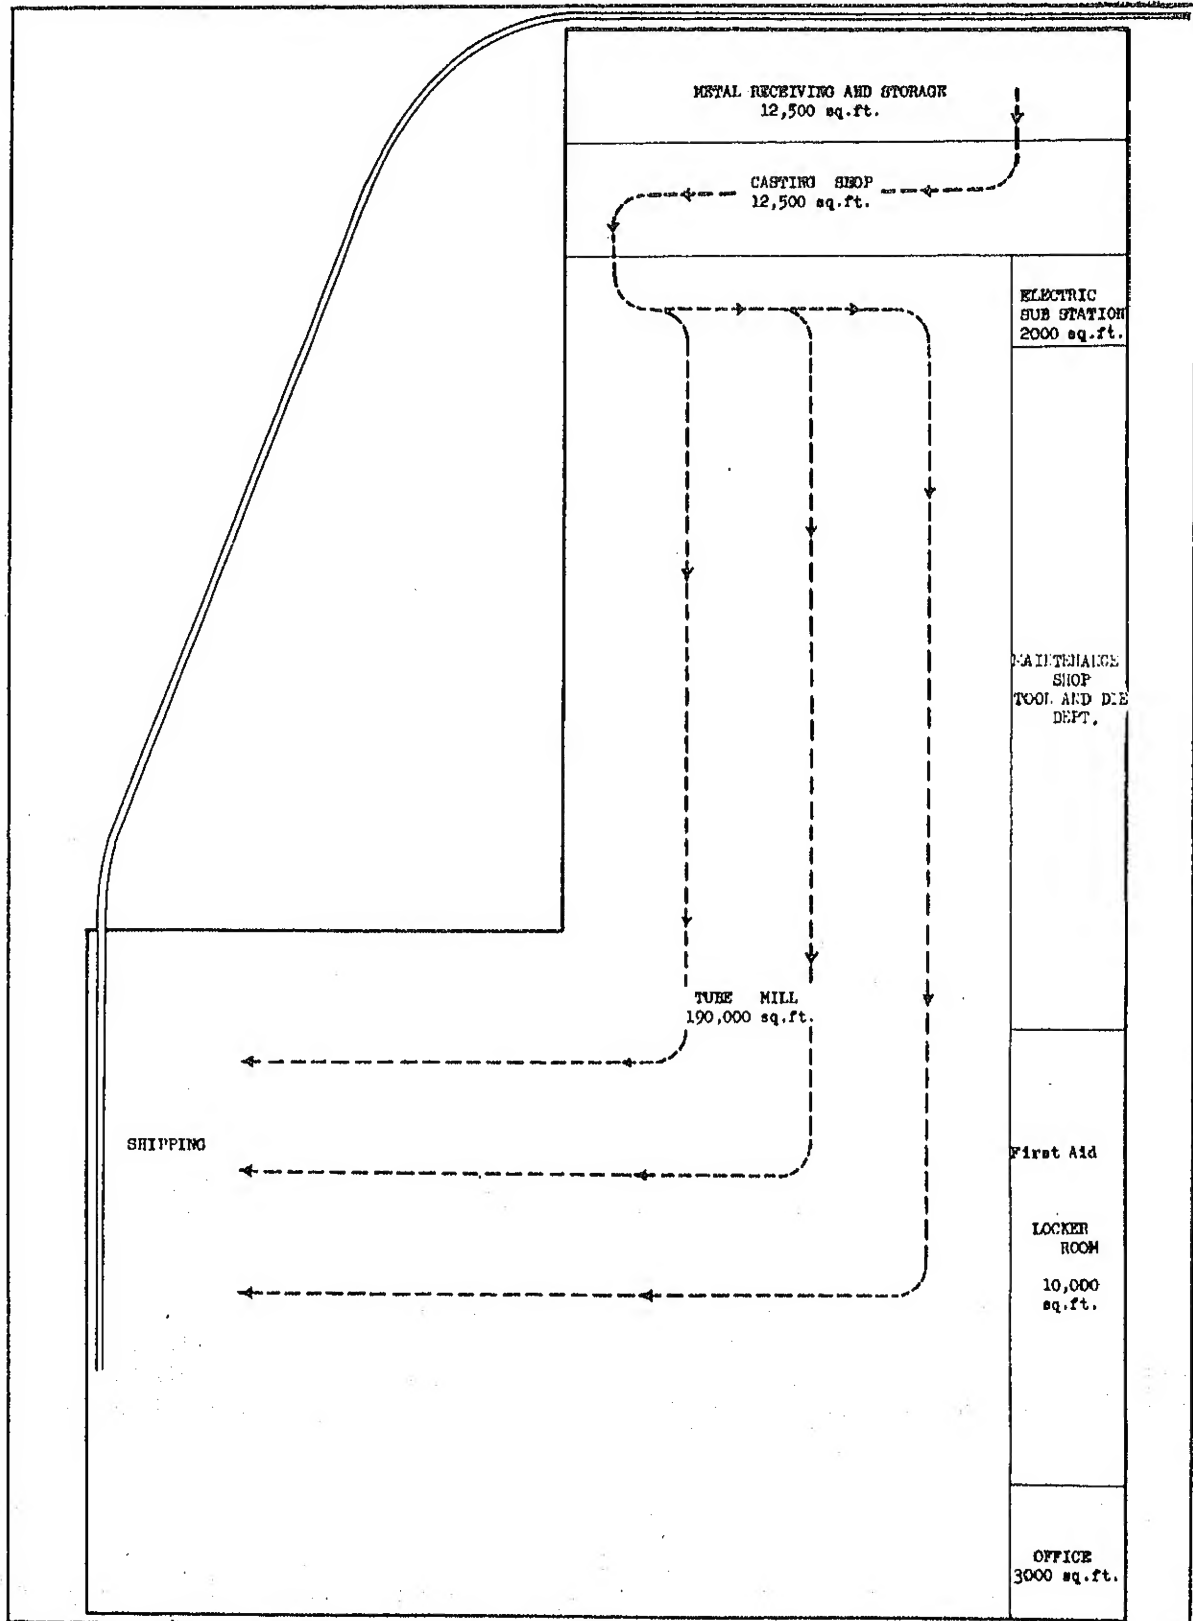 METAL RECEIVING AND STORAGE
12,500 sq.ft.
CASTING SHOP
12,500 sq.ft.
ELECTRIC
SUB STATION
2000 sq.ft.
MAINTENANCE
SHOP
TOOL AND DIE
DEPT.
TUBE MILL
190,000 sq.ft.
SHIPPING
First Aid
LOCKER
ROOM
10,000
sq.ft.
OFFICE
3000 sq.ft.